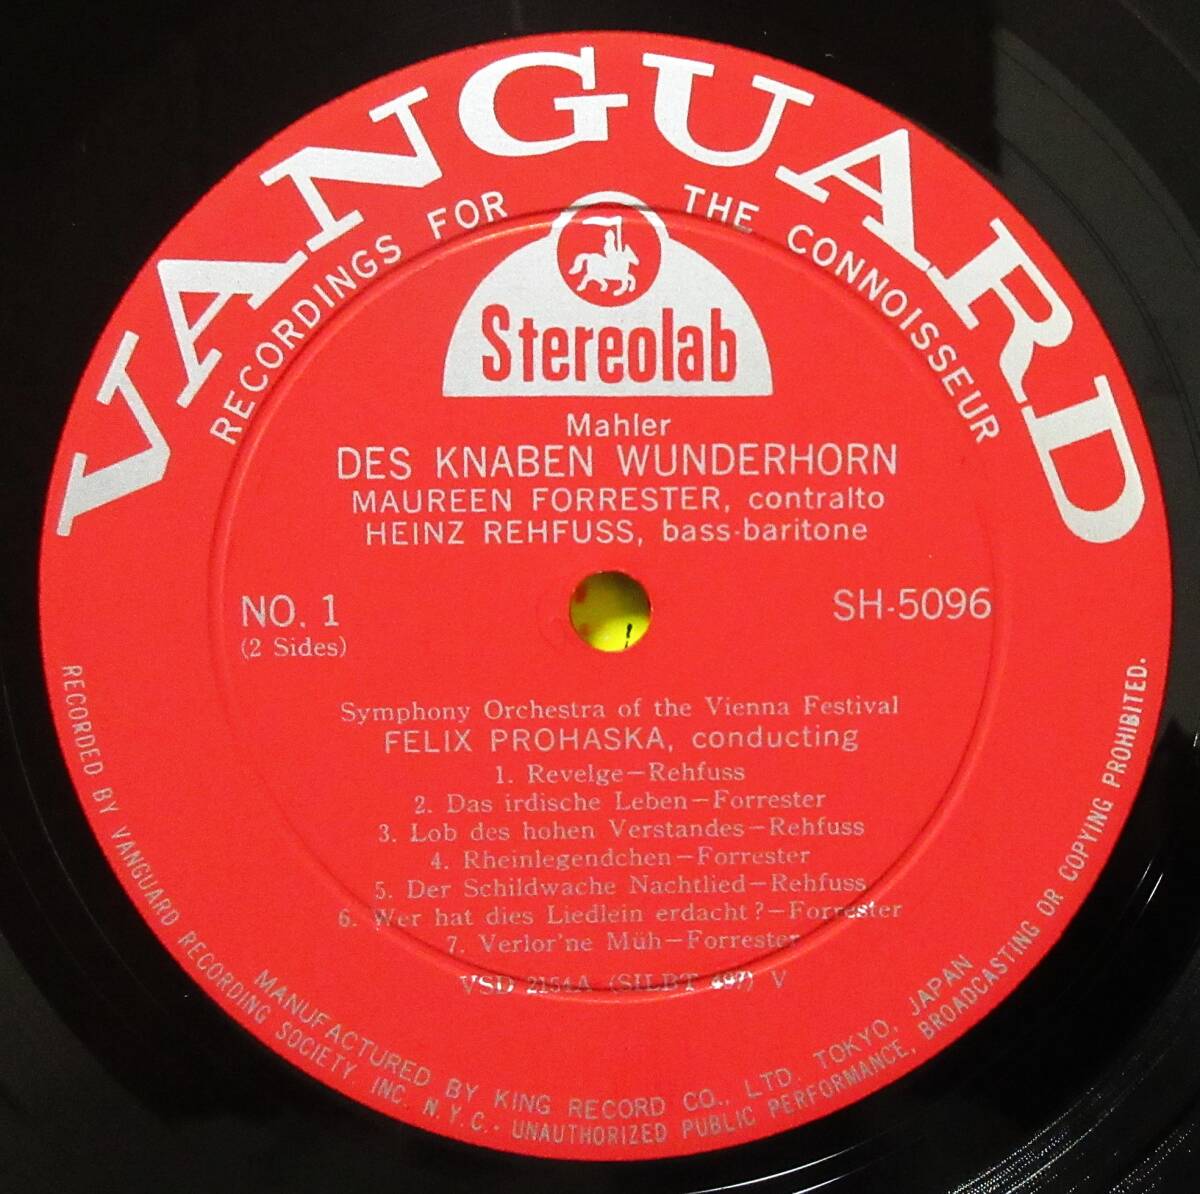 VANGUARD
RECORDINGS FOR THE CONNOISSEUR
Stereolab
Mahler
DES KNABEN WUNDERHORN
MAUREEN FORRESTER, contralto
HEINZ REHFUSS, bass-baritone
NO. 1
(2 Sides)
SH-5096
Symphony Orchestra of the Vienna Festival
FELIX PROHASKA, conducting
1. Revelge—Rehfuss
2. Das irdische Leben—Forrester
3. Lob des hohen Verstandes—Rehfuss
4. Rheinlegendchen—Forrester
5. Der Schildwache Nachtlied—Rehfuss
6. Wer hat dies Liedlein erdacht?—Forrester
7. Verlor'ne Müh—Forrester
VSD 2154A (SHLBT 497) V
MANUFACTURED BY KING RECORD CO., LTD. TOKYO, JAPAN
RECORDED BY VANGUARD RECORDING SOCIETY, INC. N.Y.C. · UNAUTHORIZED PUBLIC PERFORMANCE, BROADCASTING OR COPYING PROHIBITED.